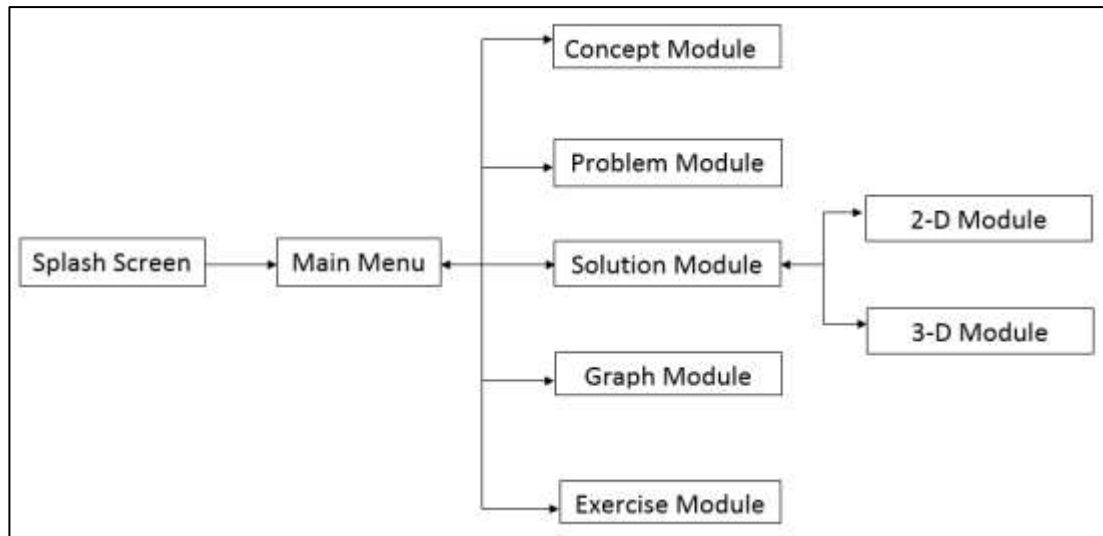 Concept Module
Problem Module
2-D Module
Splash Screen
Main Menu
Solution Module
3-D Module
Graph Module
Exercise Module